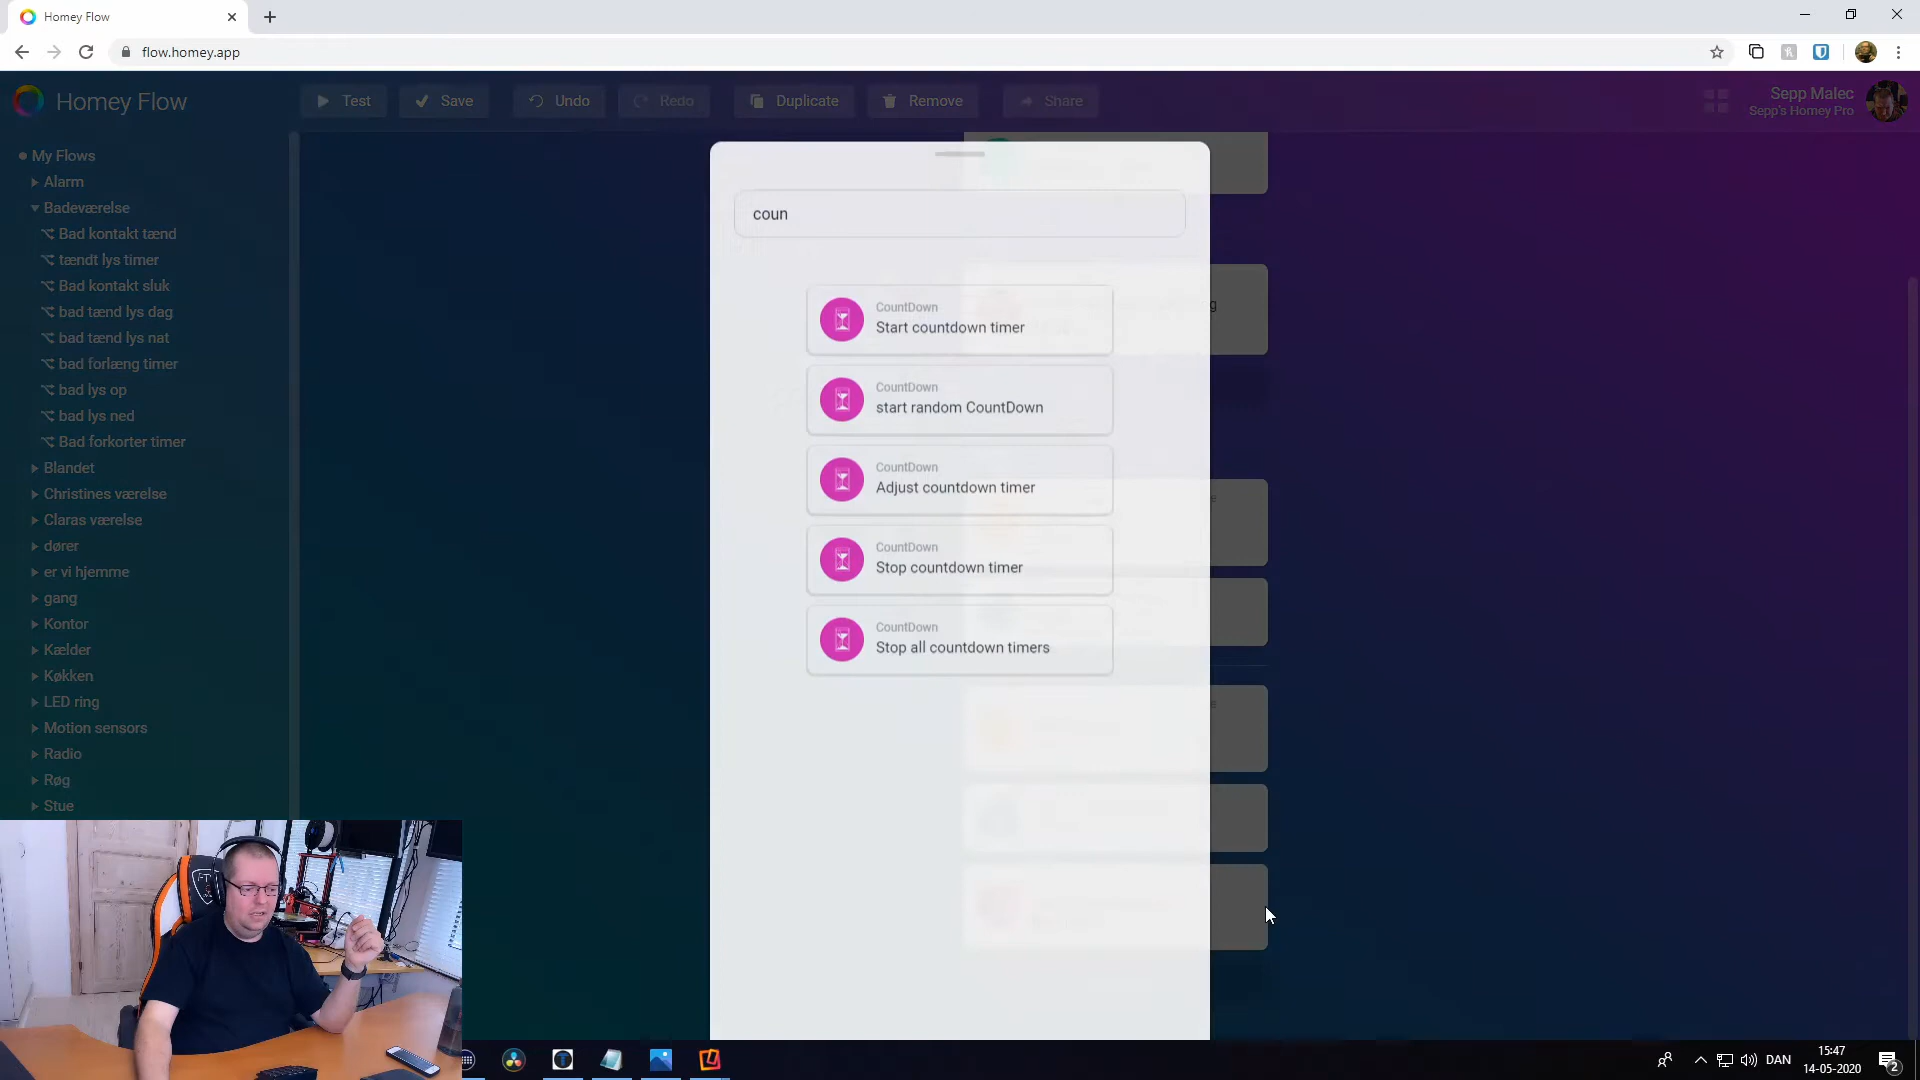 Homey Flow
flow.homey.app
Homey Flow
Test
Save
Undo
Redo
Duplicate
Remove
Share
Sepp Malec
Sepp's Homey Pro
My Flows
Alarm
Badeværelse
Bad kontakt tænd
tændt lys timer
Bad kontakt sluk
bad tænd lys dag
bad tænd lys nat
bad forlæng timer
bad lys op
bad lys ned
Bad forkorter timer
Blandet
Christines værelse
Claras værelse
dører
er vi hjemme
gang
Kontor
Kælder
Køkken
LED ring
Motion sensors
Radio
Røg
Stue
coun
CountDown
Start countdown timer
CountDown
start random CountDown
CountDown
Adjust countdown timer
CountDown
Stop countdown timer
CountDown
Stop all countdown timers
g
e
e
DAN
15:47
14-05-2020
2